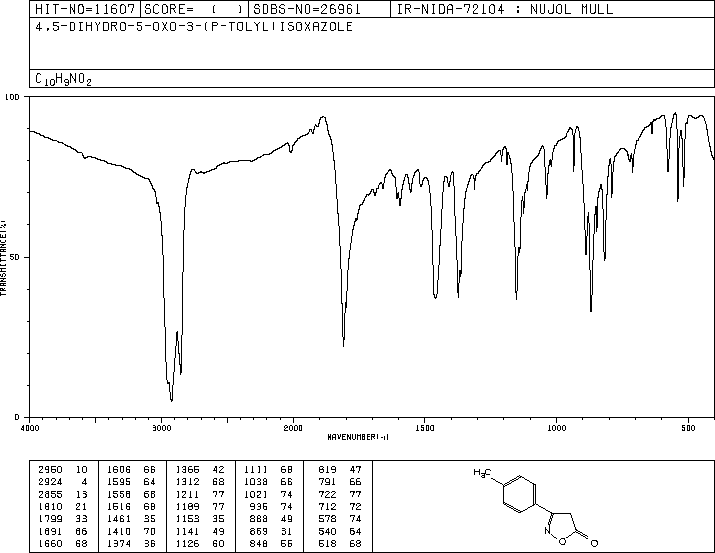 HIT-NO=11607 SCORE= ( ) SDBS-NO=26961 IR-NIDA-72104 : NUJOL MULL
4,5-DIHYDRO-5-OXO-3-(P-TOLYL)ISOXAZOLE
C10H9NO2
100
50
0
TRANSMITTANCE(%)
4000 3000 2000 1500 1000 500
WAVENUMBER(-1)
2960 10 1606 66 1366 42 1111 68 819 47
2924 4 1595 64 1312 68 1038 66 791 66
2855 13 1558 68 1211 77 1021 74 722 77
1810 21 1516 68 1189 77 936 74 712 72
1799 33 1461 35 1153 35 888 49 578 74
1691 66 1410 70 1141 49 869 31 540 64
1660 68 1374 36 1126 60 848 56 518 68
H3C
N
O
O